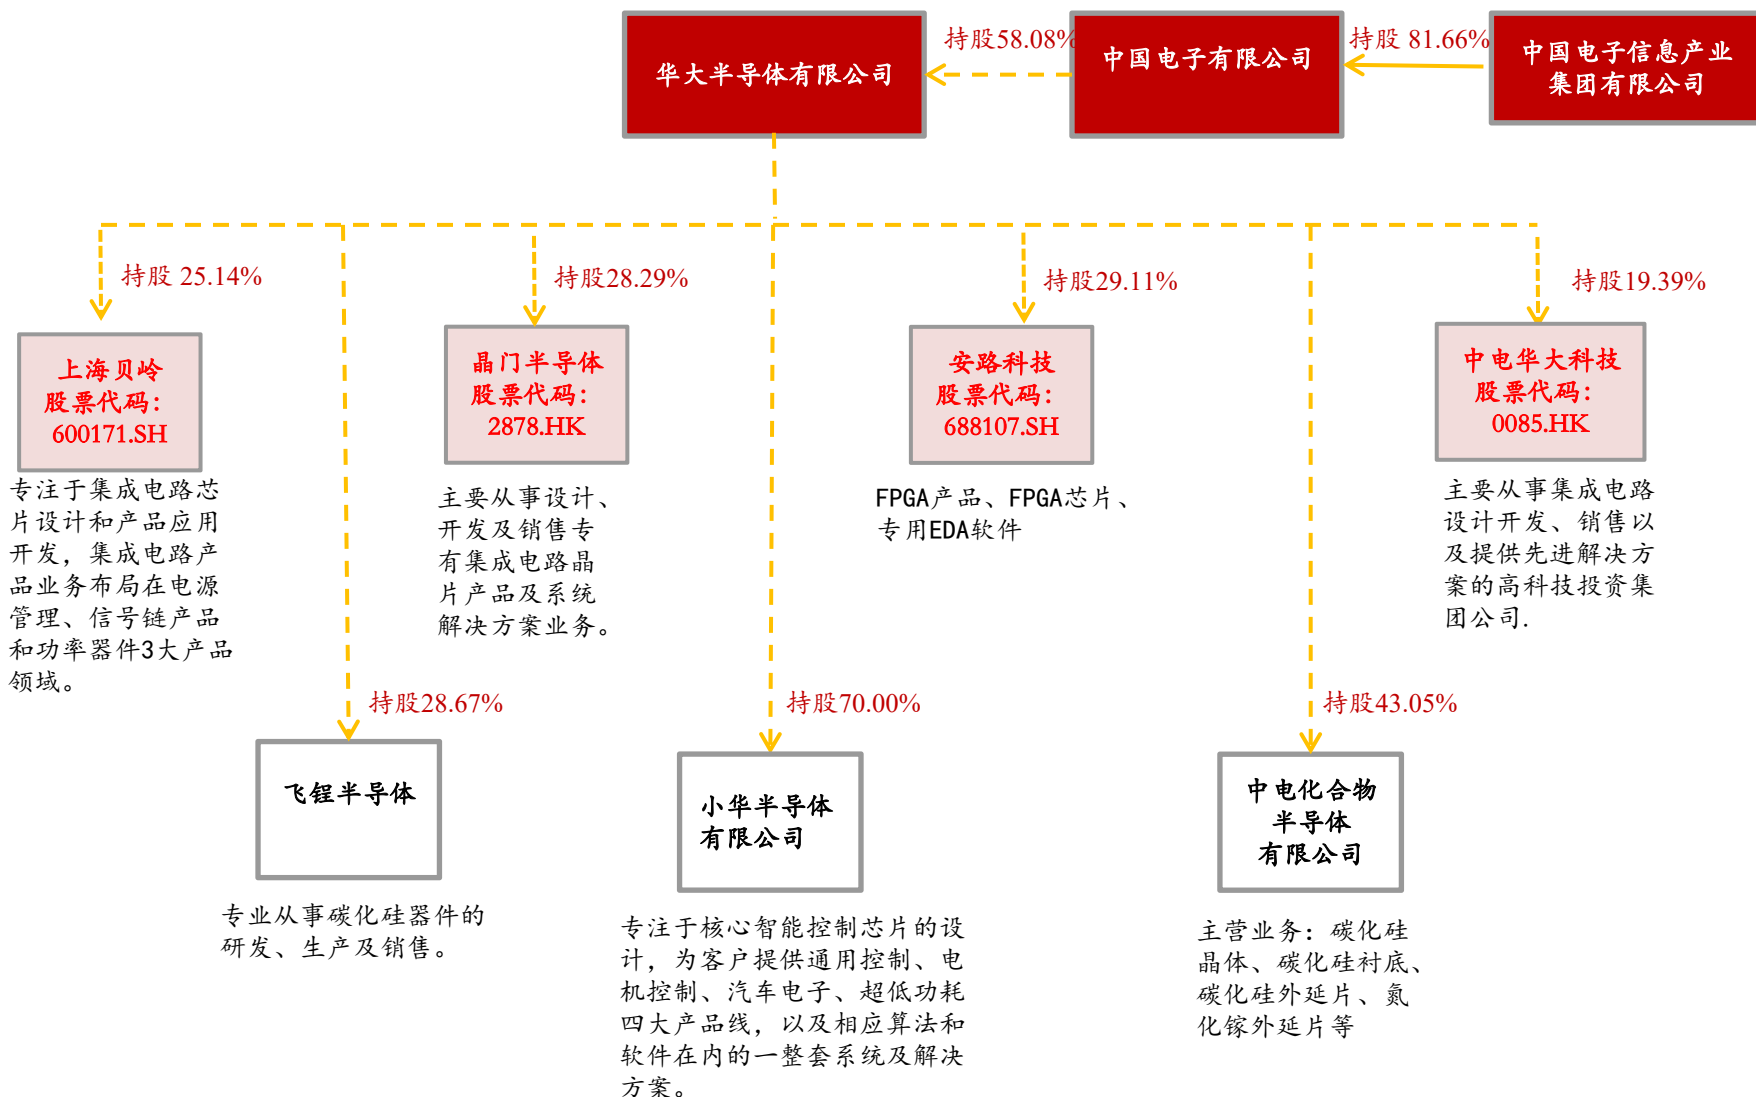 华大半导体有限公司
持股58.08%
中国电子有限公司
持股 81.66%
中国电子信息产业
集团有限公司
持股 25.14%
持股28.29%
持股29.11%
持股19.39%
上海贝岭
股票代码：
600171.SH
晶门半导体
股票代码：
2878.HK
安路科技
股票代码：
688107.SH
中电华大科技
股票代码：
0085.HK
专注于集成电路芯
片设计和产品应用
开发，集成电路产
品业务布局在电源
管理、信号链产品
和功率器件3大产品
领域。
主要从事设计、
开发及销售专
有集成电路晶
片产品及系统
解决方案业务。
FPGA产品、FPGA芯片、
专用EDA软件
主要从事集成电路
设计开发、销售以
及提供先进解决方
案的高科技投资集
团公司.
持股28.67%
持股70.00%
持股43.05%
飞锃半导体
小华半导体
有限公司
中电化合物
半导体
有限公司
专业从事碳化硅器件的
研发、生产及销售。
专注于核心智能控制芯片的设
计，为客户提供通用控制、电
机控制、汽车电子、超低功耗
四大产品线，以及相应算法和
软件在内的一整套系统及解决
方案。
主营业务：碳化硅
晶体、碳化硅衬底、
碳化硅外延片、氮
化镓外延片等